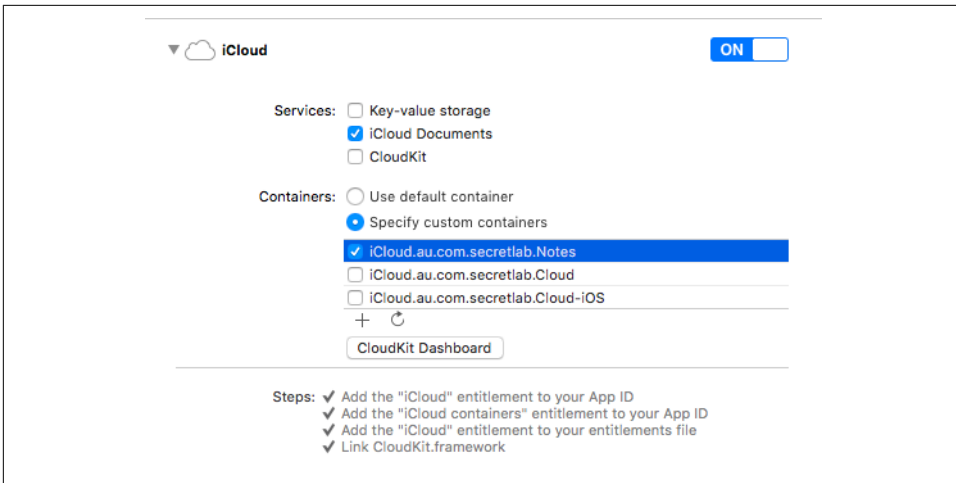 iCloud
ON
Services: Key-value storage
iCloud Documents
CloudKit
Containers: Use default container
Specify custom containers
iCloud.au.com.secretlab.Notes
iCloud.au.com.secretlab.Cloud
iCloud.au.com.secretlab.Cloud-iOS
CloudKit Dashboard
Steps: ✔ Add the "iCloud" entitlement to your App ID
✔ Add the "iCloud containers" entitlement to your App ID
✔ Add the "iCloud" entitlement to your entitlements file
✔ Link CloudKit.framework